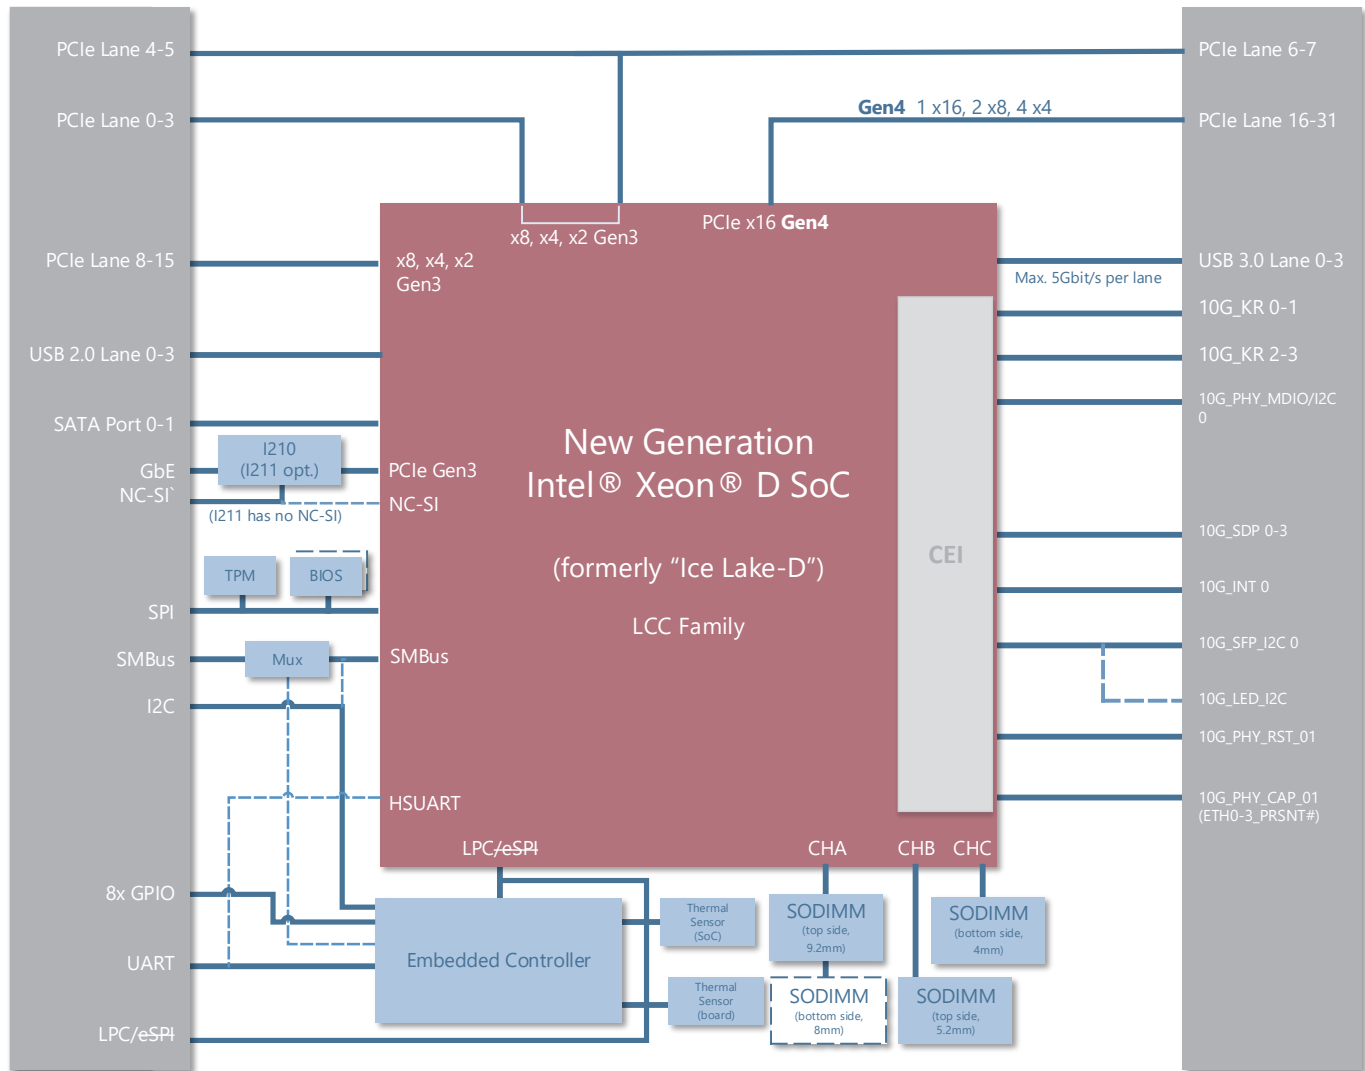 PCIe Lane 4-5
PCIe Lane 6-7
PCIe Lane 0-3
Gen4 1 x16, 2 x8, 4 x4
PCIe Lane 16-31
x8, x4, x2 Gen3
PCIe x16 Gen4
PCIe Lane 8-15
x8, x4, x2
Gen3
USB 3.0 Lane 0-3
Max. 5Gbit/s per lane
10G_KR 0-1
USB 2.0 Lane 0-3
10G_KR 2-3
10G_PHY_MDIO/I2C
0
SATA Port 0-1
I210
(I211 opt.)
GbE
PCIe Gen3
NC-SI`
NC-SI
(I211 has no NC-SI)
New Generation
Intel® Xeon® D SoC
(formerly “Ice Lake-D”)
LCC Family
CEI
10G_SDP 0-3
TPM
BIOS
10G_INT 0
SPI
SMBus
Mux
SMBus
10G_SFP_I2C 0
I2C
10G_LED_I2C
10G_PHY_RST_01
HSUART
10G_PHY_CAP_01
(ETH0-3_PRSNT#)
LPC/eSPI
CHA
CHB
CHC
8x GPIO
Thermal
Sensor
(SoC)
SODIMM
(top side,
9.2mm)
SODIMM
(bottom side,
4mm)
UART
Embedded Controller
Thermal
Sensor
(board)
SODIMM
(bottom side,
8mm)
SODIMM
(top side,
5.2mm)
LPC/eSPI